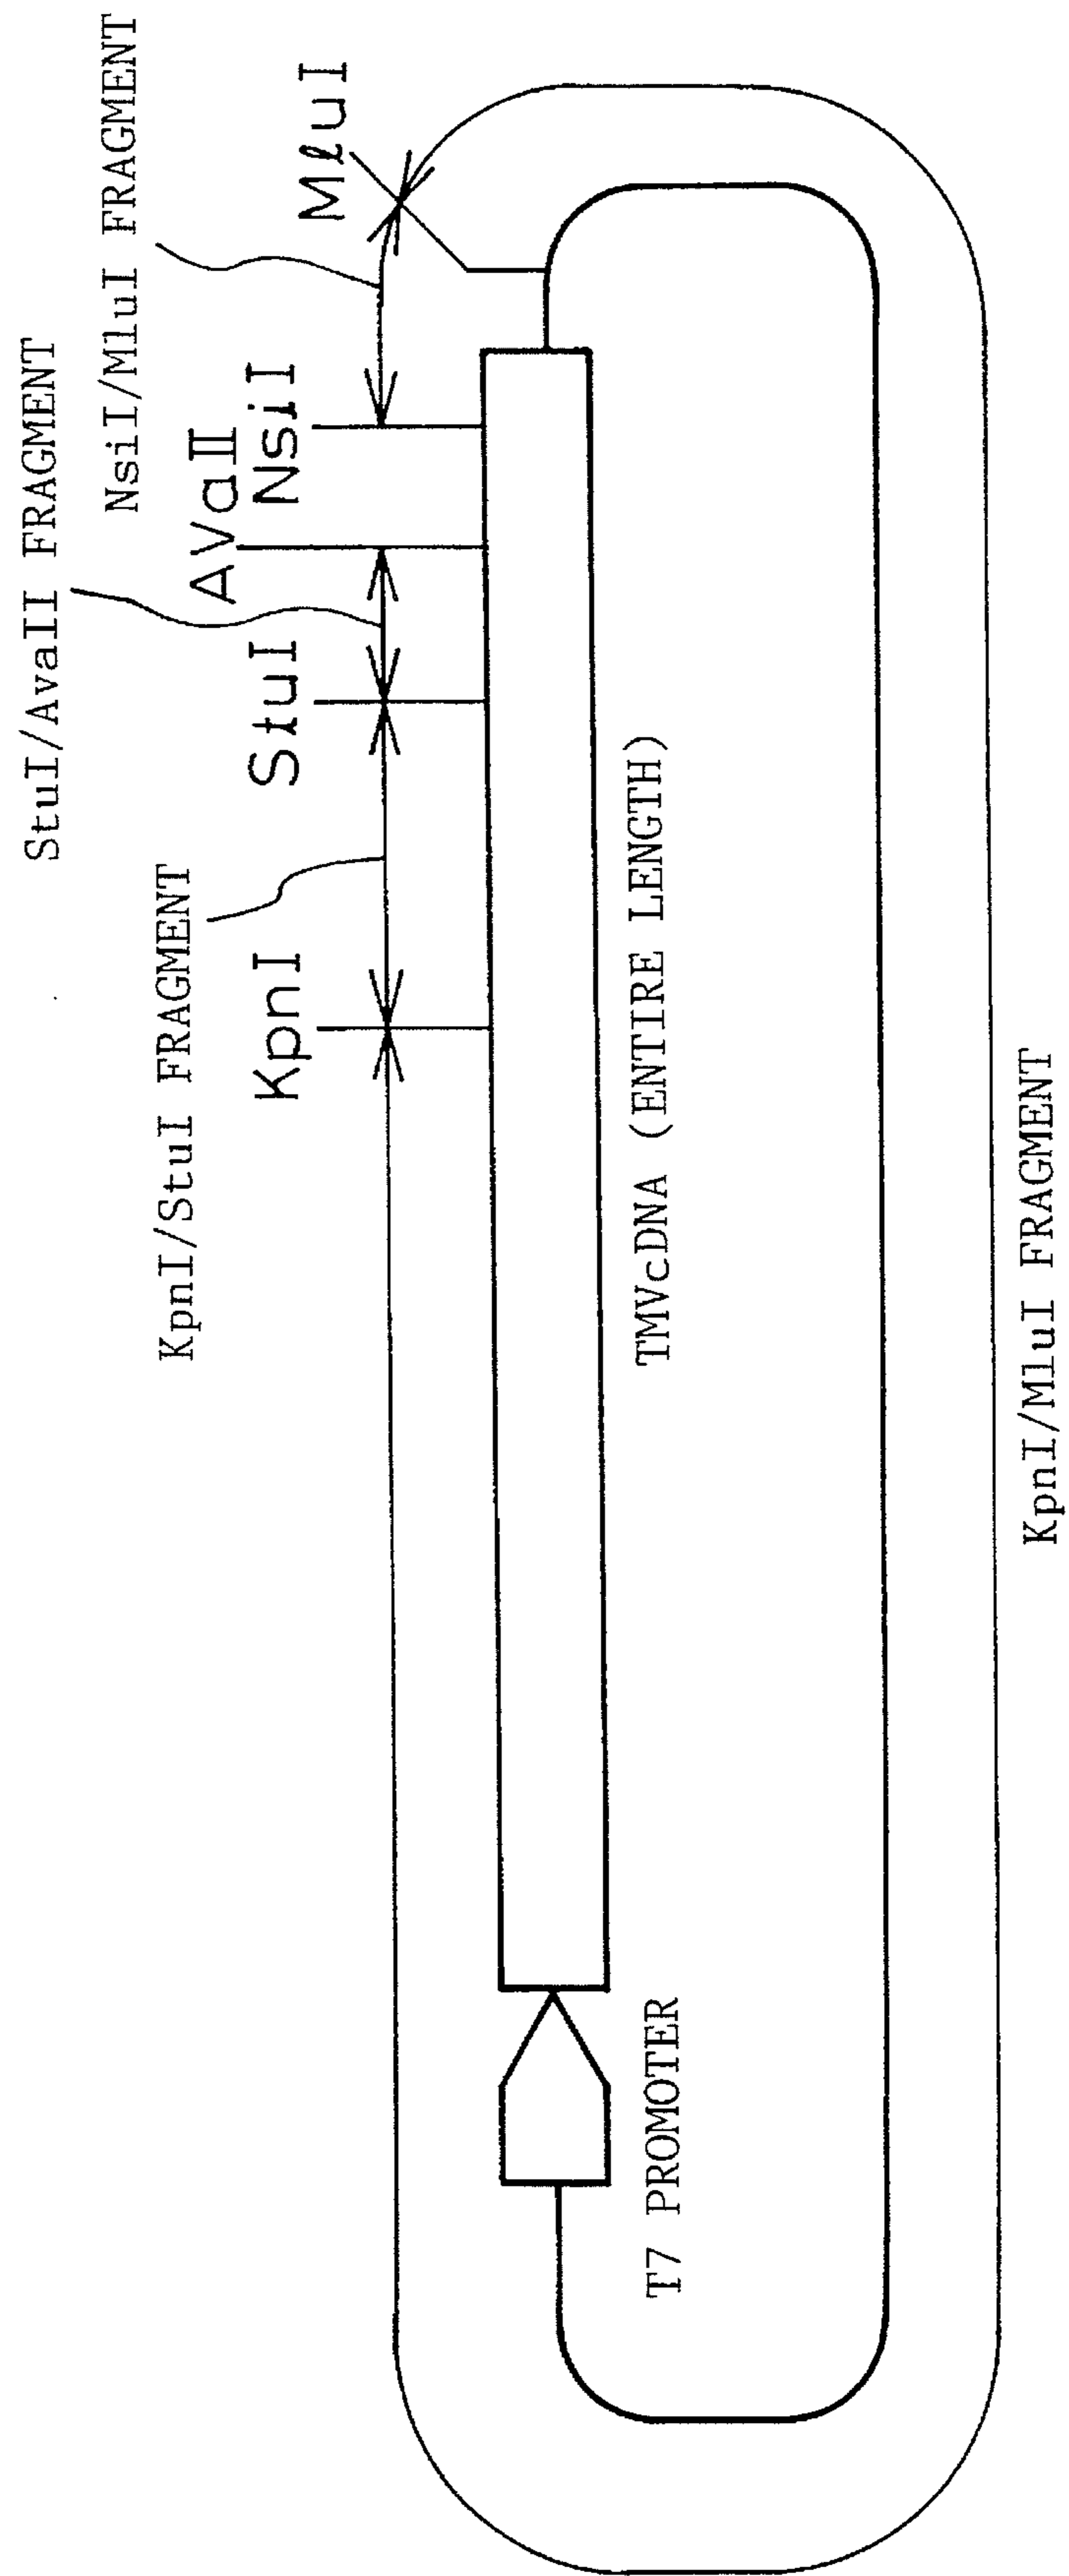 StuI/AvaII FRAGMENT
NsiI/MluI FRAGMENT
KpnI/StuI FRAGMENT
KpnI
StuI
AVaII
NsiI
MℓuI
TMVcDNA (ENTIRE LENGTH)
T7 PROMOTER
KpnI/MluI FRAGMENT